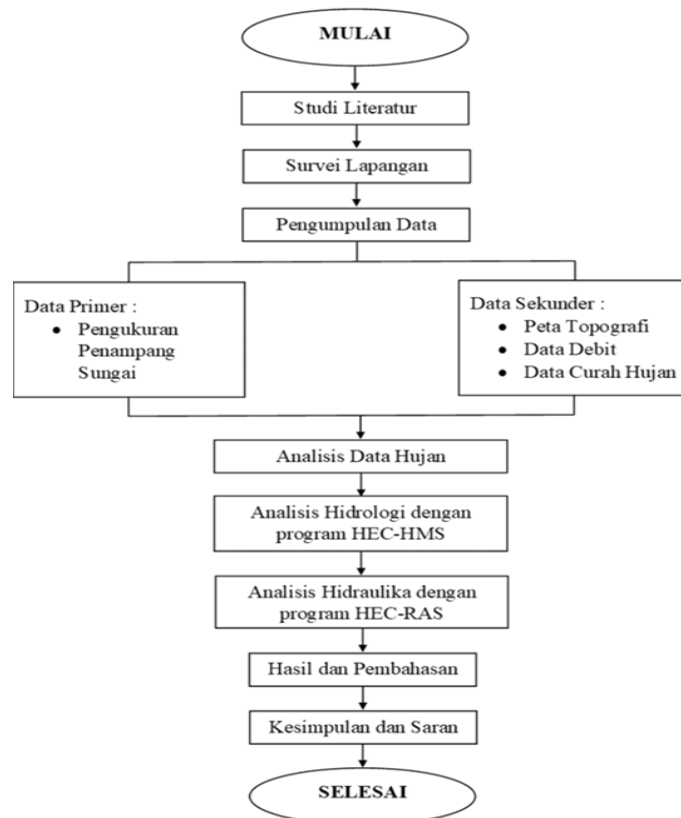 MULAI
Studi Literatur
Survei Lapangan
Pengumpulan Data
Data Primer :
• Pengukuran
Penampang
Sungai
Data Sekunder :
• Peta Topografi
• Data Debit
• Data Curah Hujan
Analisis Data Hujan
Analisis Hidrologi dengan
program HEC-HMS
Analisis Hidraulika dengan
program HEC-RAS
Hasil dan Pembahasan
Kesimpulan dan Saran
SELESAI